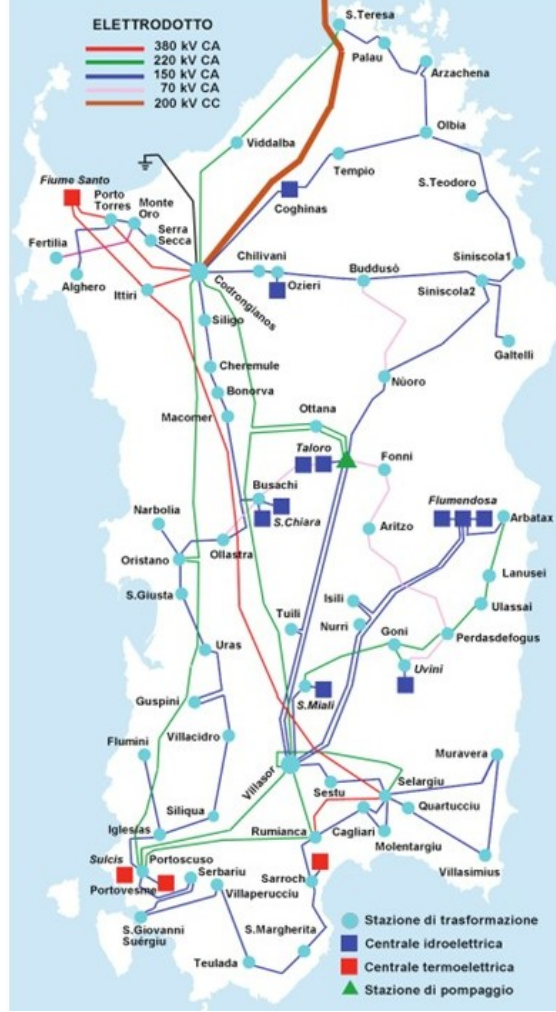 ELETTRODOTTO
380 kV CA
220 kV CA
150 kV CA
70 kV CA
200 kV CC
S.Teresa
Palau
Arzachena
Olbia
Viddalba
Tempio
S.Teodoro
Fiume Santo
Porto
Torres
Monte
Oro
Serra
Secca
Coghinas
Fertilia
Alghero
Ittiri
Codrongianos
Chilivani
Ozieri
Buddusò
Siniscola1
Siniscola2
Galtelli
Siligo
Cheremule
Bonorva
Macomer
Nùoro
Ottana
Taloro
Fonni
Busachi
S.Chiara
Flumendosa
Arbatax
Narbolia
Ollastra
Aritzo
Oristano
Lanusei
S.Giusta
Isili
Ulassai
Tuili
Nurri
Goni
Perdasdefogus
Uras
Uvini
S.Miali
Guspini
Flumini
Villacidro
Muravera
Villasor
Selargiu
Sestu
Quartucciu
Siliqua
Iglesias
Rumianca
Cagliari
Molentargiu
Sulcis
Portoscuso
Villasimius
Portovesme
Serbariu
Villaperucciu
Sarroch
S.Giovanni
Suérgiu
S.Margherita
Teulada
Stazione di trasformazione
Centrale idroelettrica
Centrale termoelettrica
Stazione di pompaggio